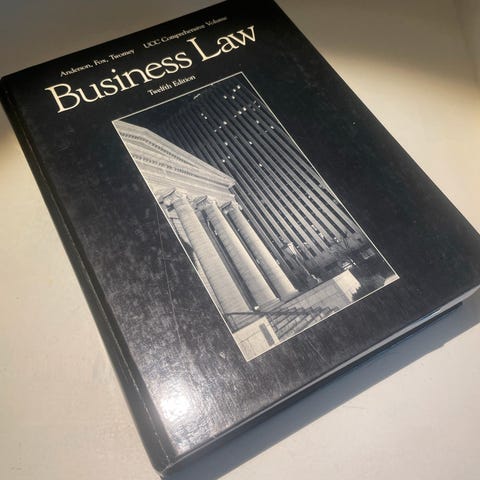 Anderson, Fox, Twomey UCC Comprehensive Volume
Business Law
Twelfth Edition